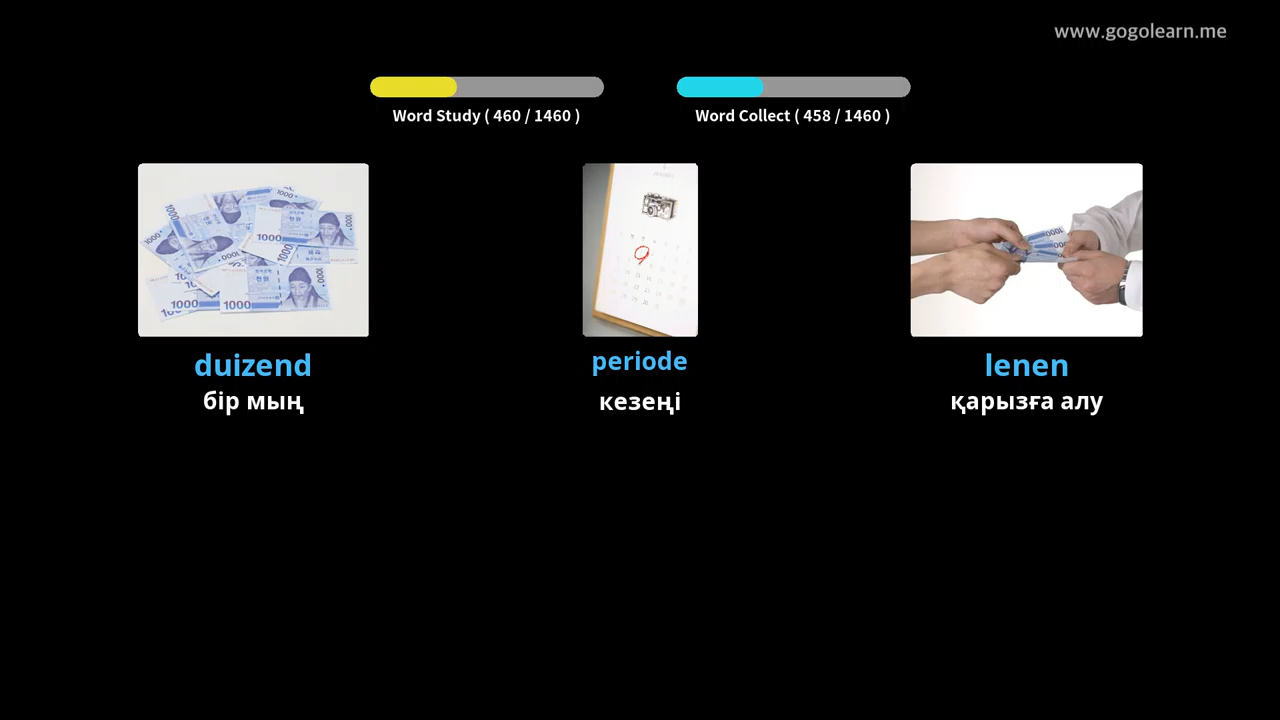 www.gogolearn.me
Word Study ( 460 / 1460 )
Word Collect ( 458 / 1460 )
duizend
бір мың
periode
кезеңі
lenen
қарызға алу